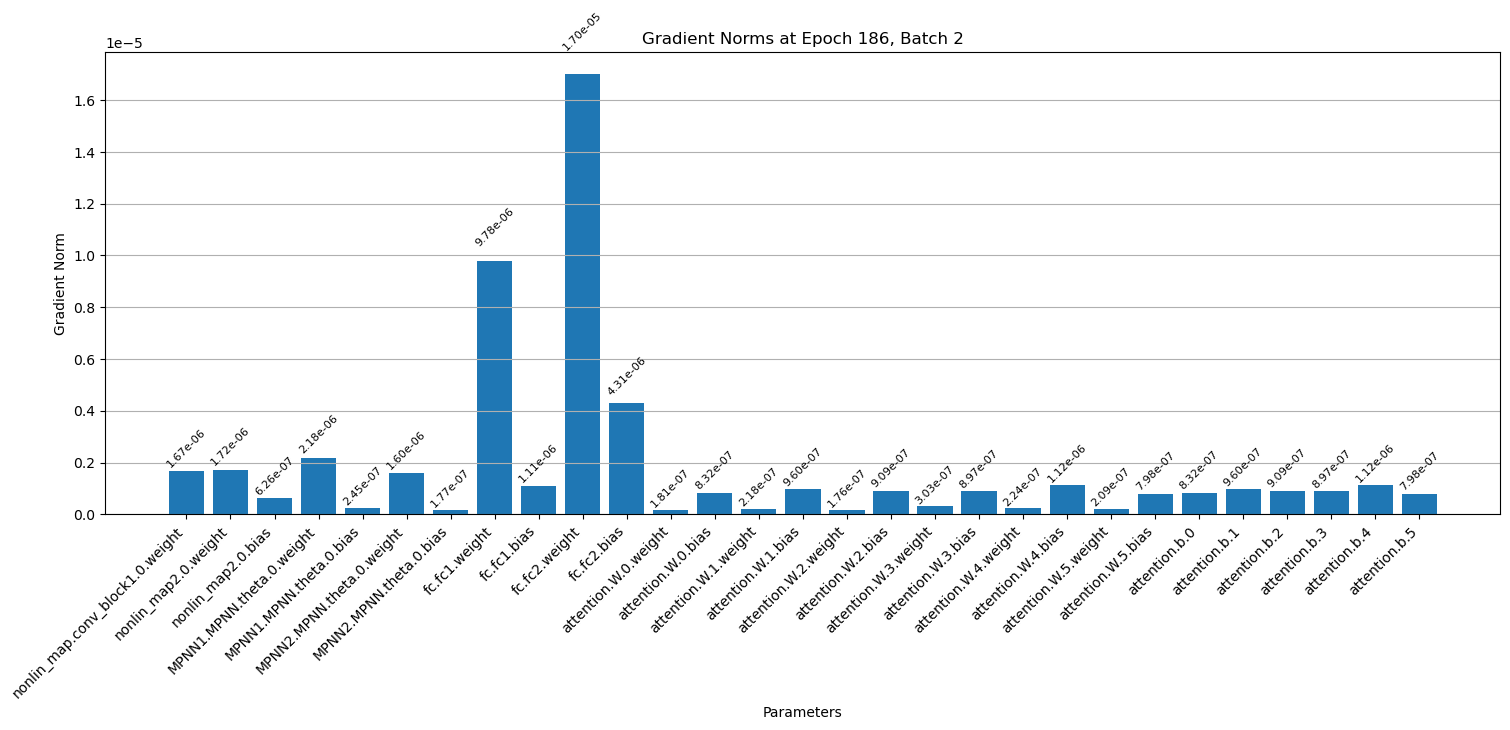 Gradient Norms at Epoch 186, Batch 2
1e−5
Gradient Norm
1.6
1.4
1.2
1.0
0.8
0.6
0.4
0.2
0.0
1.67e-06
1.72e-06
6.26e-07
2.18e-06
2.45e-07
1.60e-06
1.77e-07
9.78e-06
1.11e-06
1.70e-05
4.31e-06
1.81e-07
8.32e-07
2.18e-07
9.60e-07
1.76e-07
9.09e-07
3.03e-07
8.97e-07
2.24e-07
1.12e-06
2.09e-07
7.98e-07
8.32e-07
9.60e-07
9.09e-07
8.97e-07
1.12e-06
7.98e-07
nonlin_map.conv_block1.0.weight
nonlin_map2.0.weight
nonlin_map2.0.bias
MPNN1.MPNN.theta.0.weight
MPNN1.MPNN.theta.0.bias
MPNN2.MPNN.theta.0.weight
MPNN2.MPNN.theta.0.bias
fc.fc1.weight
fc.fc1.bias
fc.fc2.weight
fc.fc2.bias
attention.W.0.weight
attention.W.0.bias
attention.W.1.weight
attention.W.1.bias
attention.W.2.weight
attention.W.2.bias
attention.W.3.weight
attention.W.3.bias
attention.W.4.weight
attention.W.4.bias
attention.W.5.weight
attention.W.5.bias
attention.b.0
attention.b.1
attention.b.2
attention.b.3
attention.b.4
attention.b.5
Parameters